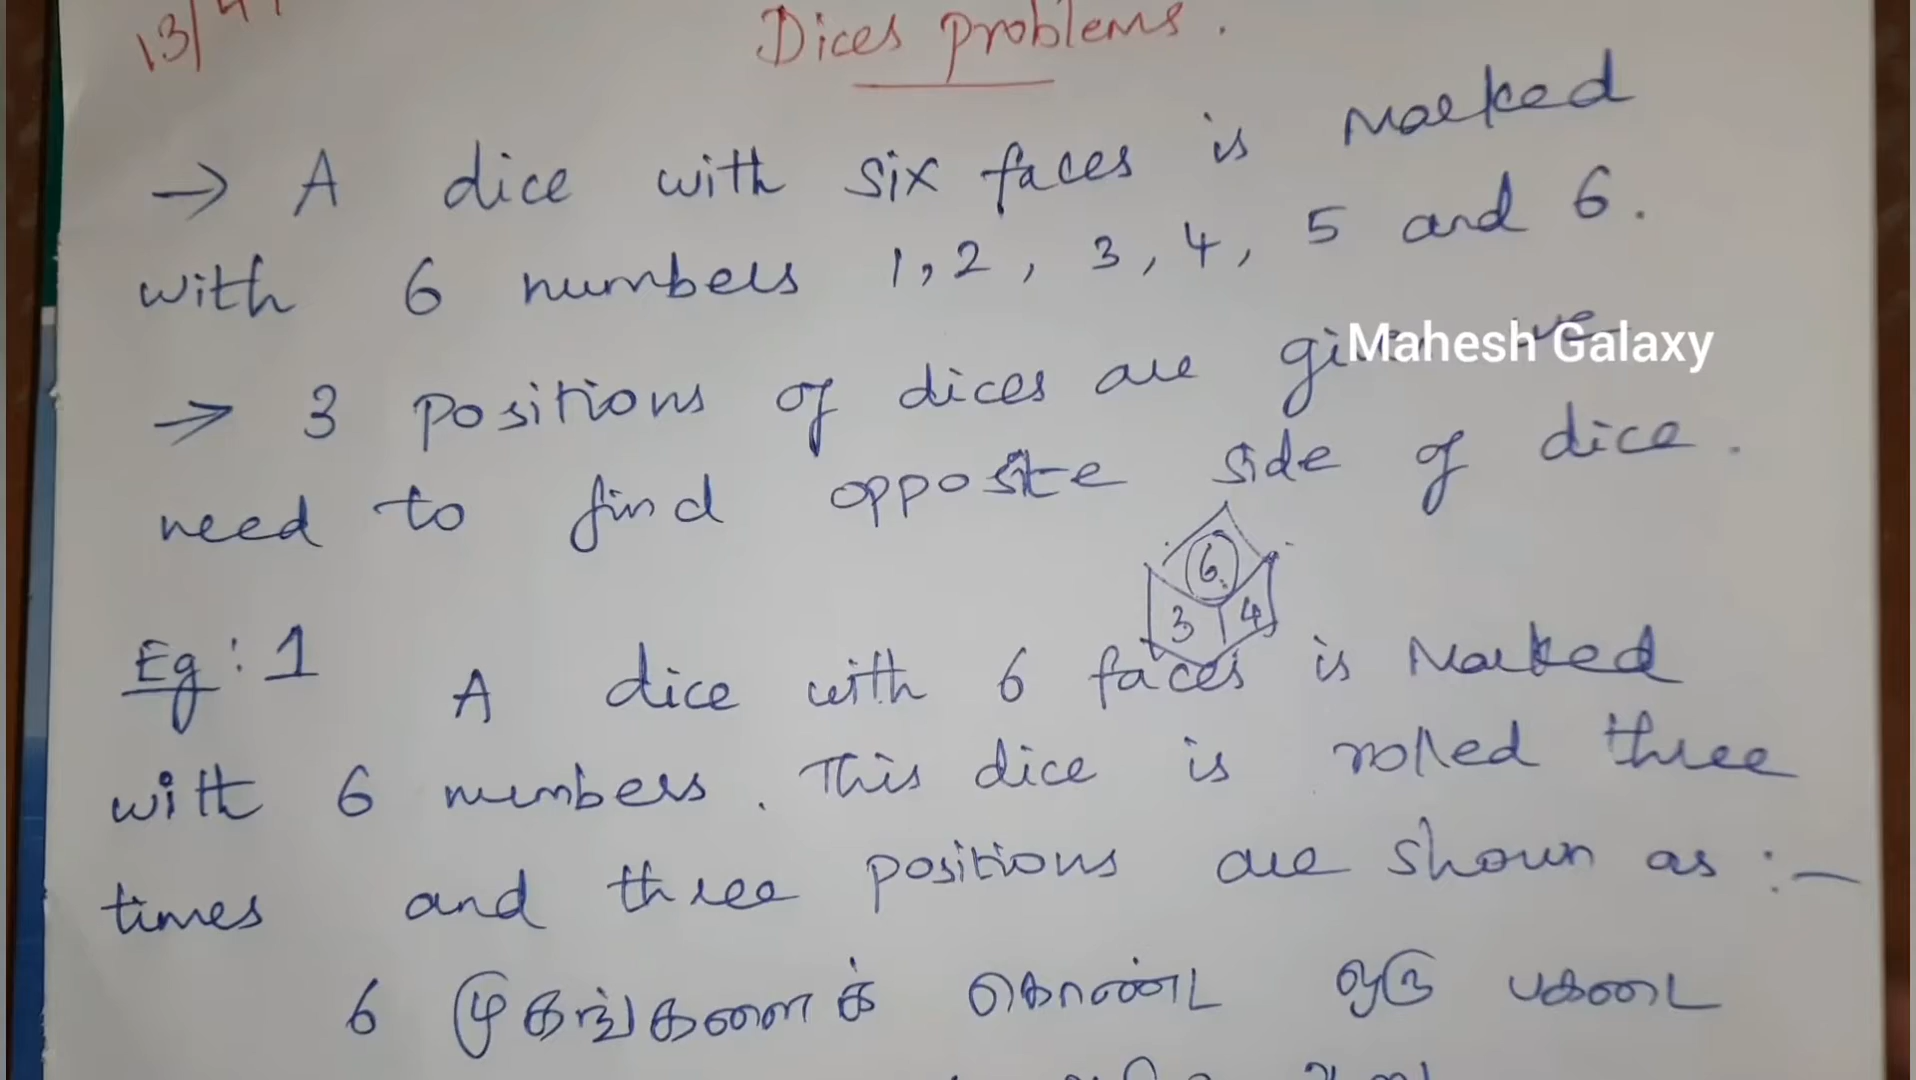 13/4
Dices problems.
→ A dice with six faces is Marked
with 6 numbers 1, 2, 3, 4, 5 and 6.
Mahesh Galaxy
→ 3 positions of dices are given we
need to find opposite side of dice.
6
3 4
Eg: 1 A dice with 6 faces is Marked
with 6 numbers. This dice is rolled three
times and three positions are shown as :-
6 முகங்களைக் கொண்ட ஒரு பகடை